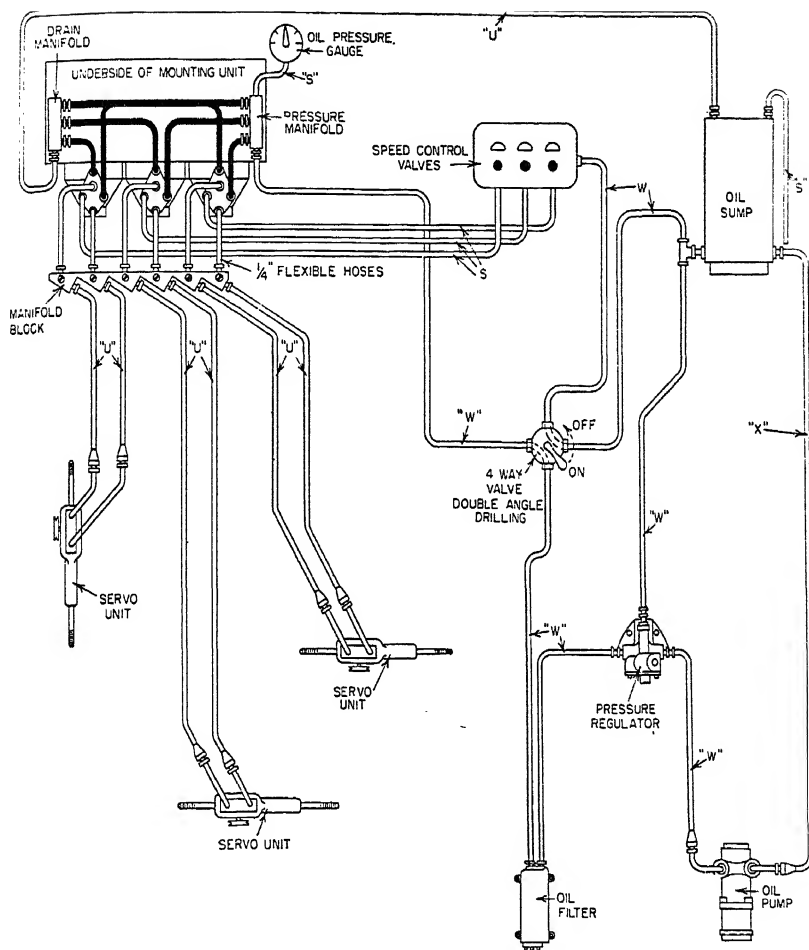 "U"
DRAIN
MANIFOLD
OIL PRESSURE
GAUGE
UNDERSIDE OF MOUNTING UNIT
"S"
PRESSURE
MANIFOLD
SPEED CONTROL
VALVES
W
W
"S"
OIL
SUMP
1/4" FLEXIBLE HOSES
S
MANIFOLD
BLOCK
"U"
"U"
"U"
"W"
OFF
ON
4 WAY
VALVE
DOUBLE ANGLE
DRILLING
"X"
"W"
SERVO
UNIT
"W"
"W"
SERVO
UNIT
PRESSURE
REGULATOR
"W"
SERVO UNIT
OIL
FILTER
OIL
PUMP